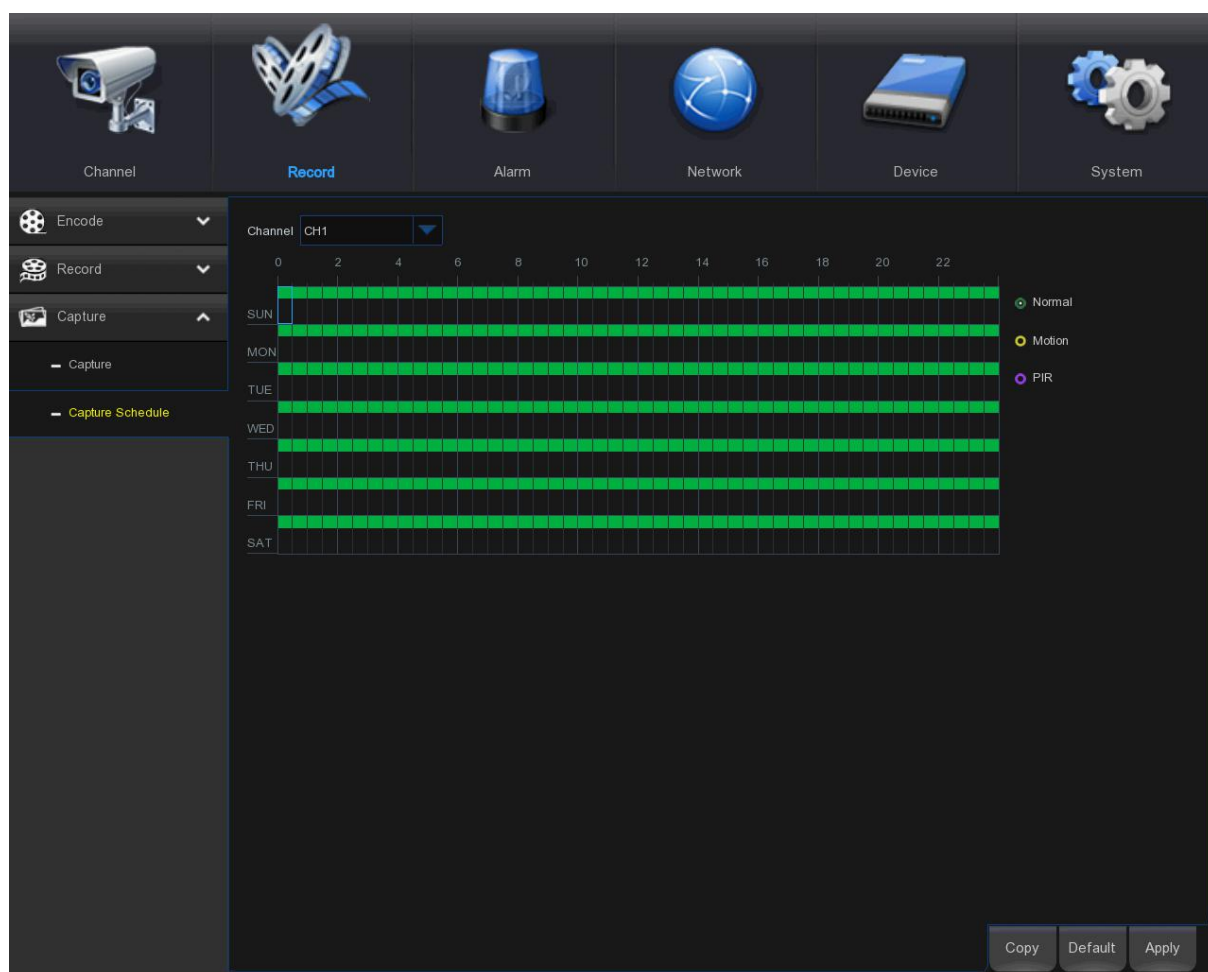 Channel Record Alarm Network Device System
Encode
Record
Capture
Capture
Capture Schedule
Channel CH1
0 2 4 6 8 10 12 14 16 18 20 22
SUN
MON
TUE
WED
THU
FRI
SAT
Normal
Motion
PIR
Copy Default Apply